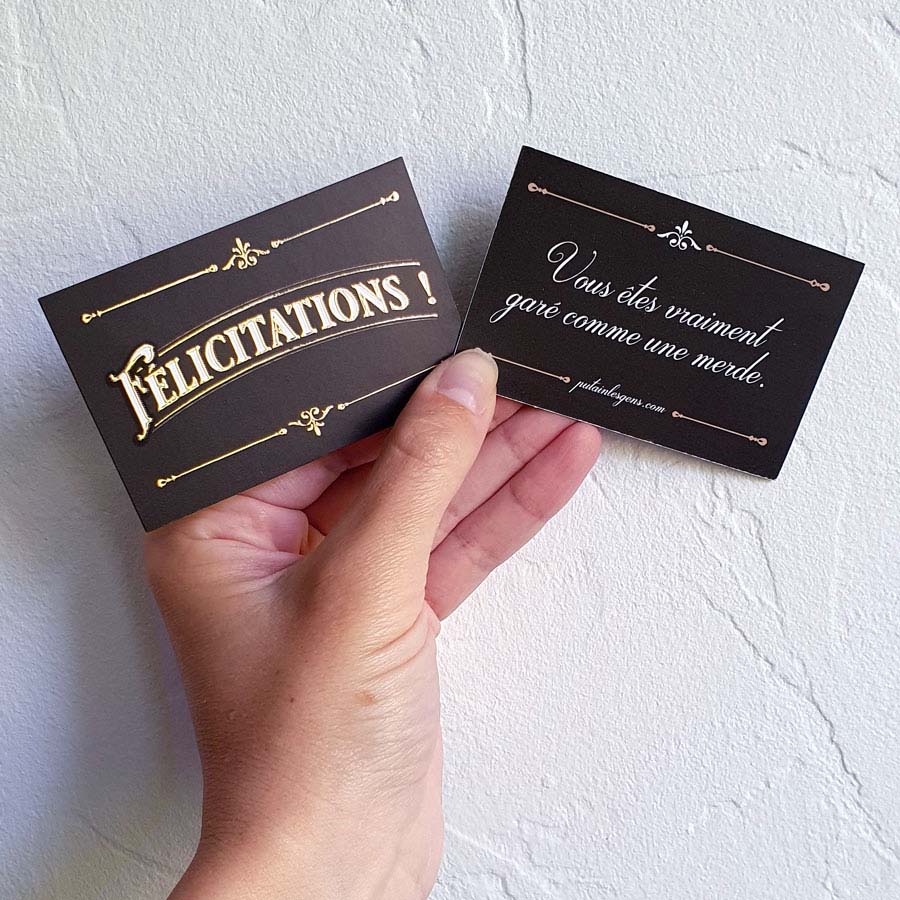 FÉLICITATIONS !
Vous êtes vraiment
garé comme une merde.
putainlesgens.com